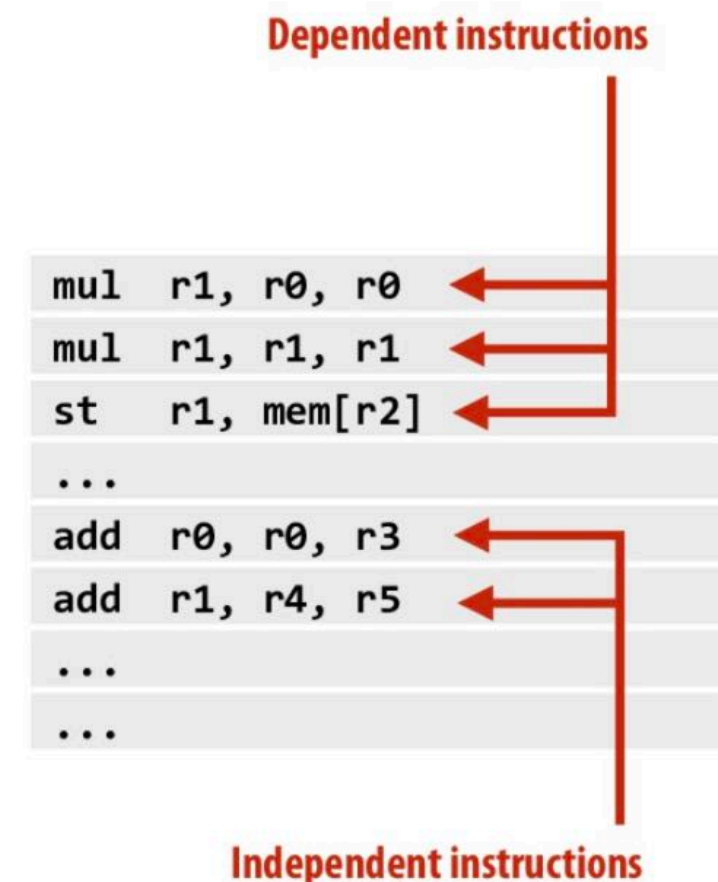 Dependent instructions
mul r1, r0, r0
mul r1, r1, r1
st r1, mem[r2]
...
add r0, r0, r3
add r1, r4, r5
...
...
Independent instructions